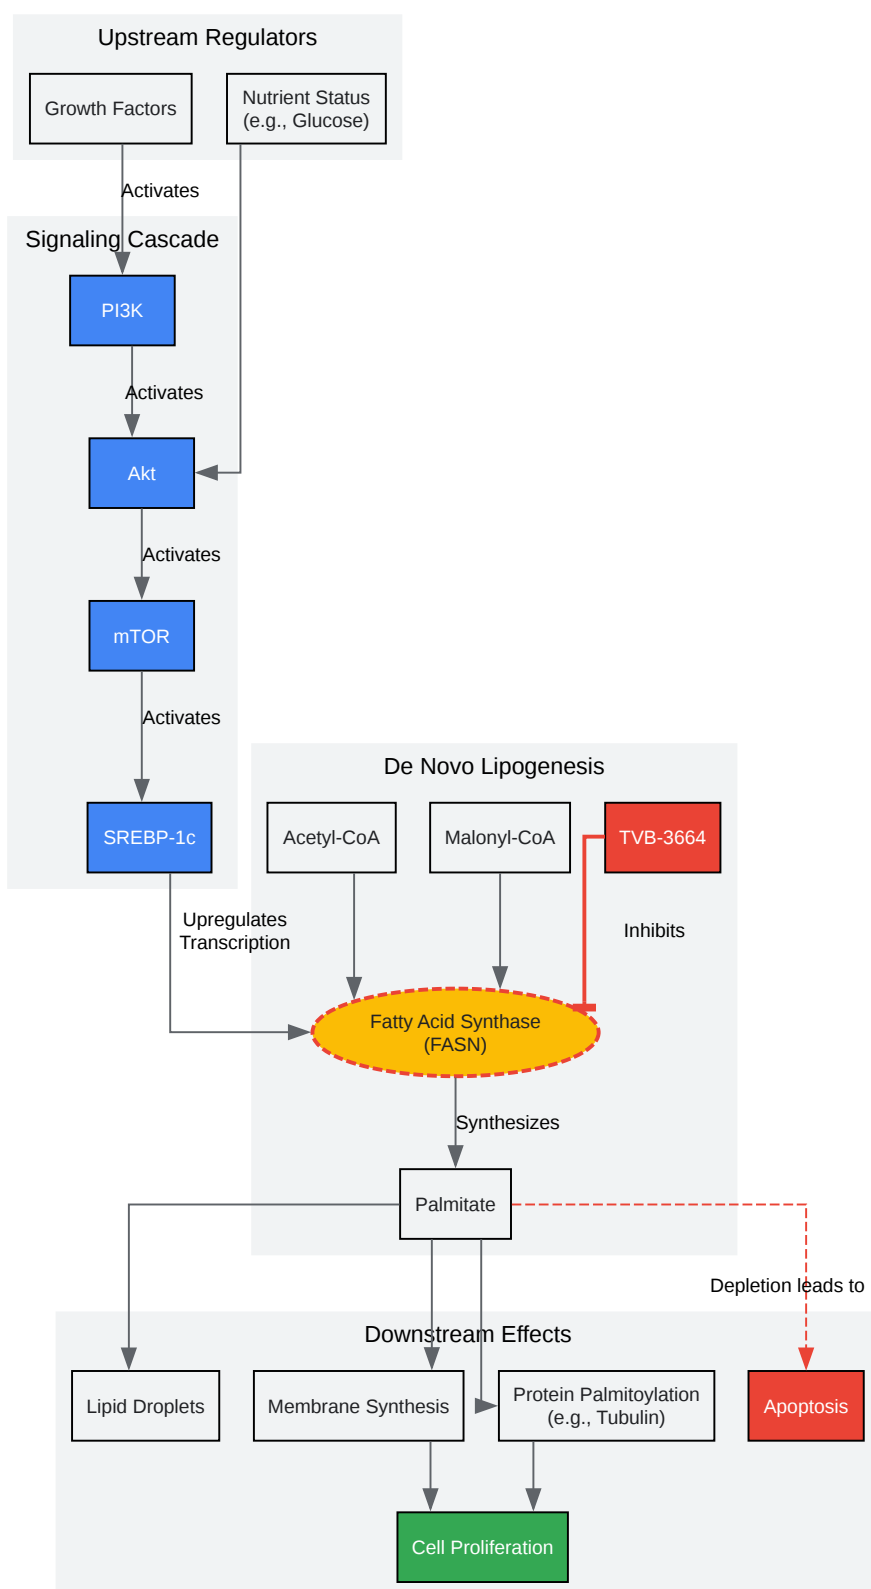 Upstream Regulators
Growth Factors
Nutrient Status
(e.g., Glucose)
Activates
Signaling Cascade
PI3K
Activates
Akt
Activates
mTOR
Activates
SREBP-1c
Upregulates
Transcription
De Novo Lipogenesis
Acetyl-CoA
Malonyl-CoA
TVB-3664
Inhibits
Fatty Acid Synthase
(FASN)
Synthesizes
Palmitate
Depletion leads to
Downstream Effects
Lipid Droplets
Membrane Synthesis
Protein Palmitoylation
(e.g., Tubulin)
Apoptosis
Cell Proliferation